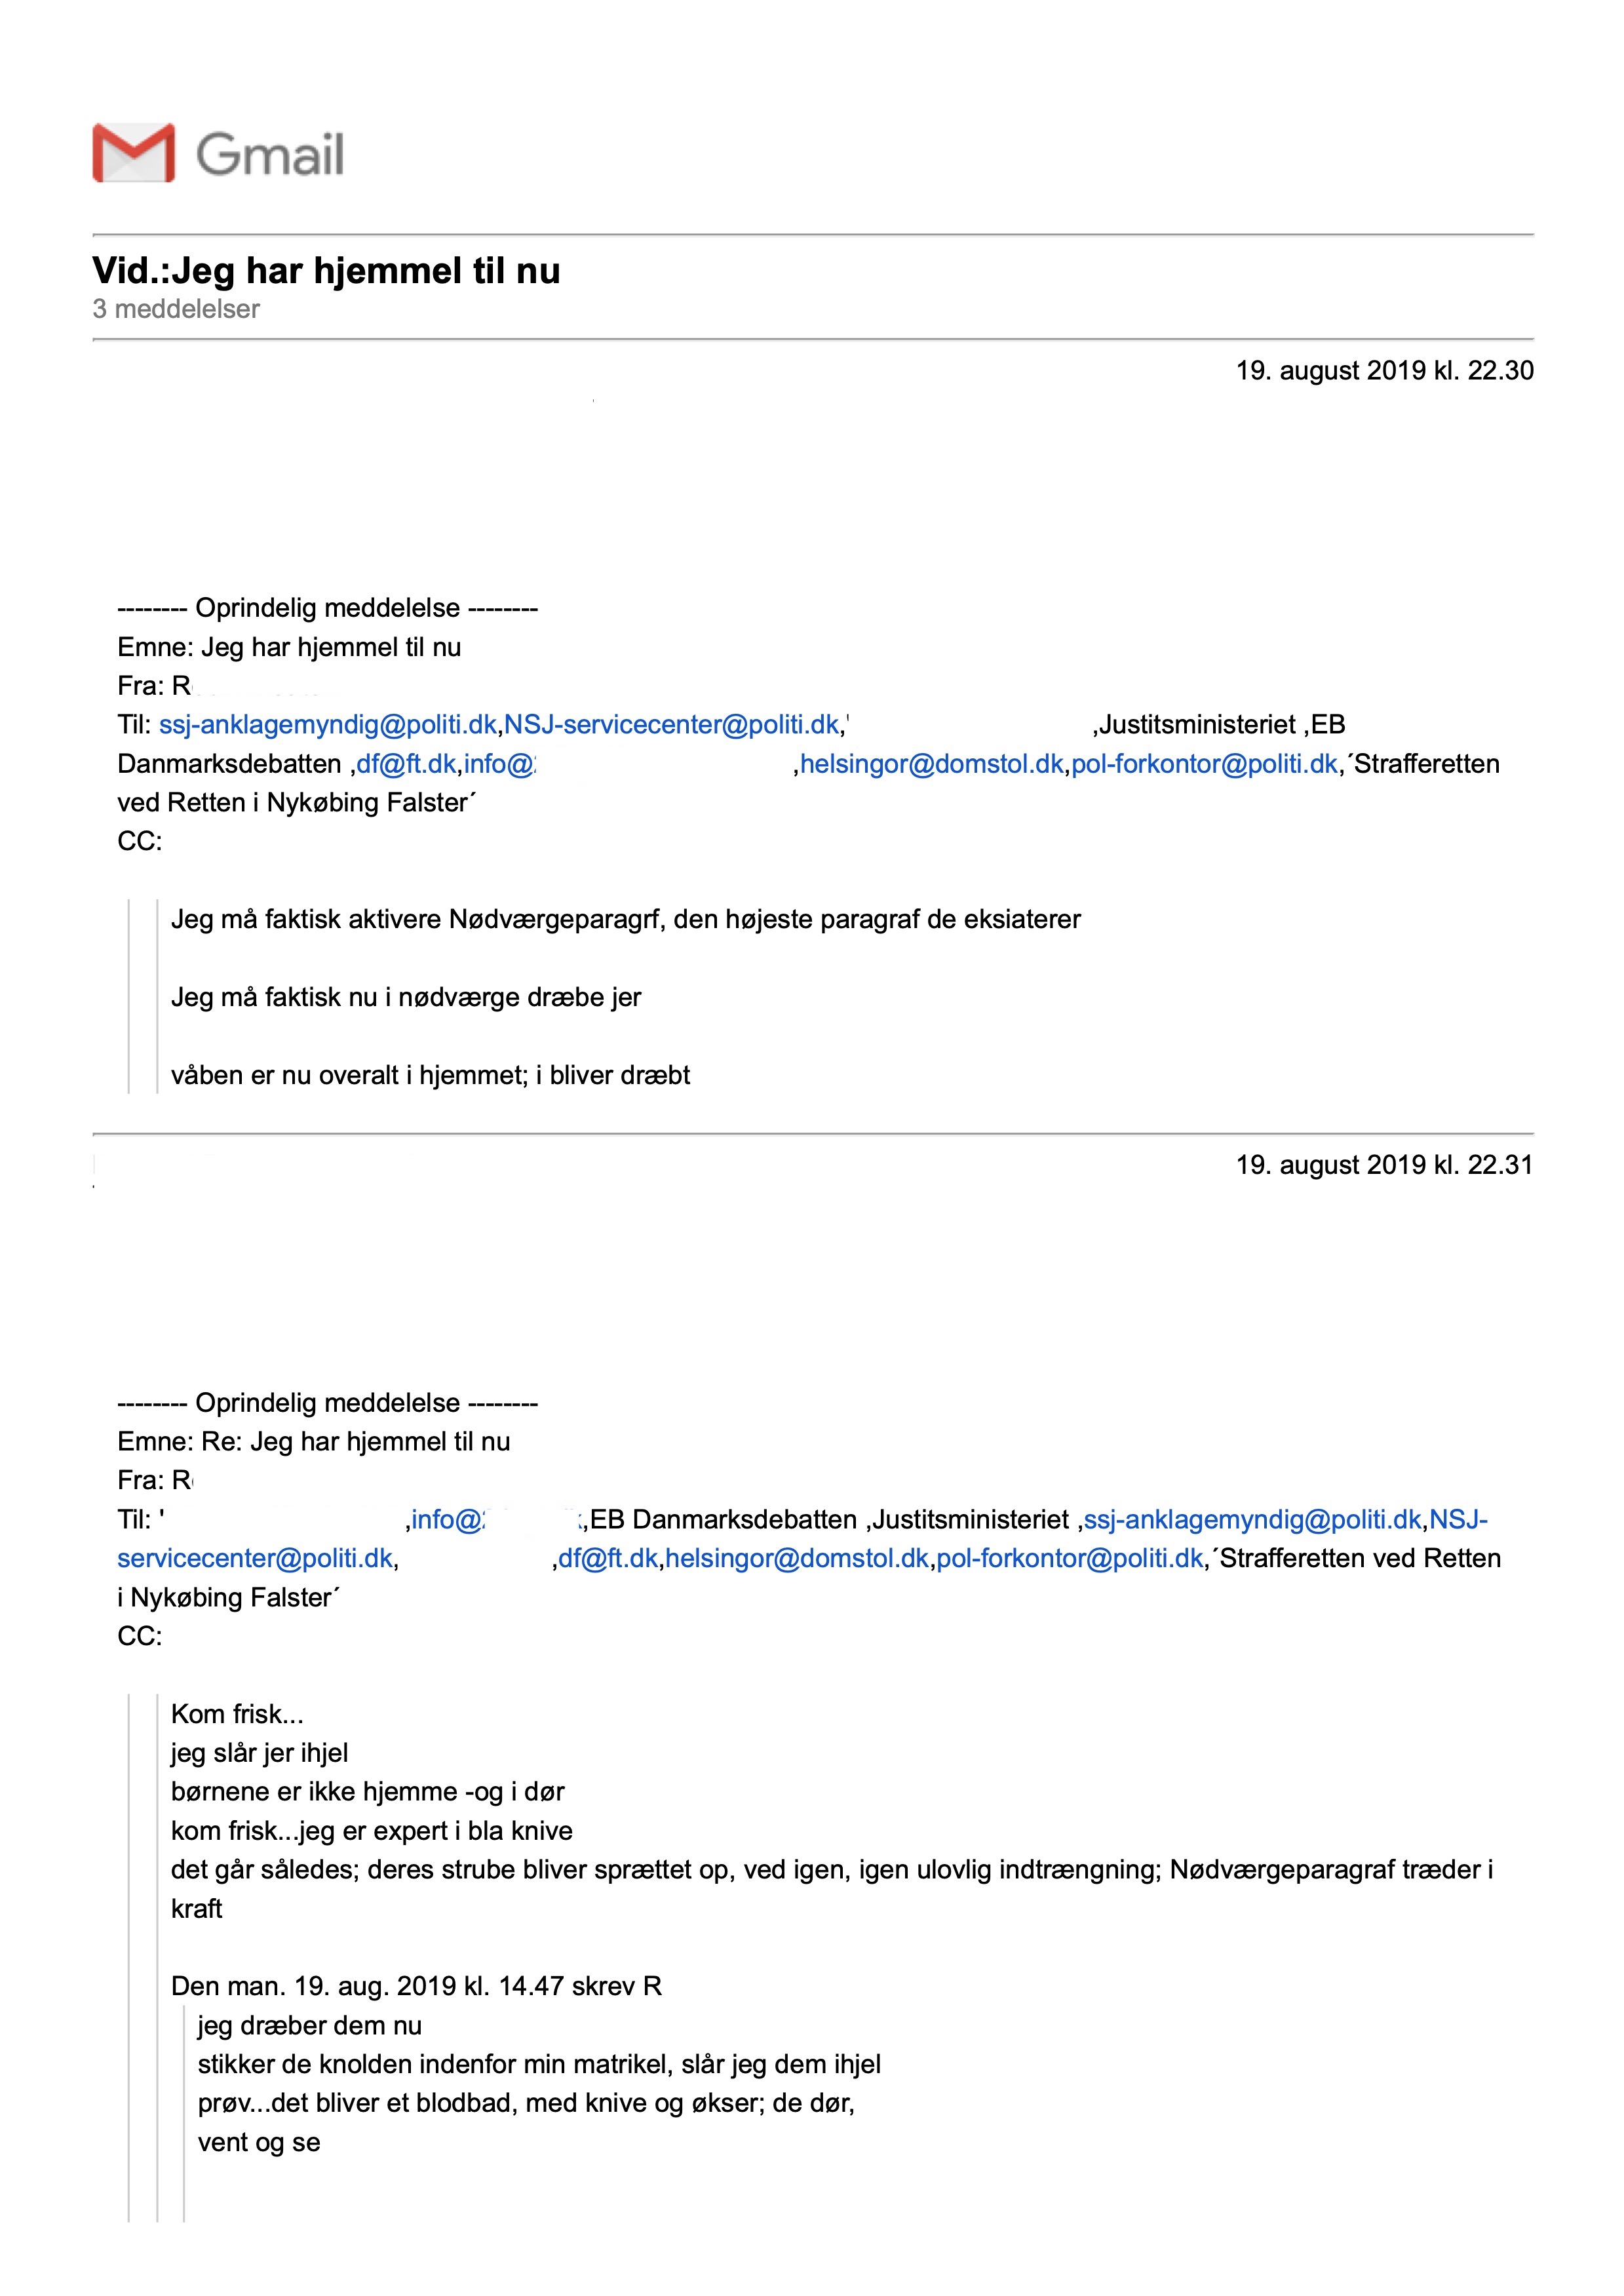 Gmail
Vid.:Jeg har hjemmel til nu
3 meddelelser
19. august 2019 kl. 22.30
-------- Oprindelig meddelelse --------
Emne: Jeg har hjemmel til nu
Fra: R
Til: ssj-anklagemyndig@politi.dk,NSJ-servicecenter@politi.dk,' ,Justitsministeriet ,EB
Danmarksdebatten ,df@ft.dk,info@ ,helsingor@domstol.dk,pol-forkontor@politi.dk,´Strafferetten
ved Retten i Nykøbing Falster´
CC:
Jeg må faktisk aktivere Nødværgeparagrf, den højeste paragraf de eksiaterer
Jeg må faktisk nu i nødværge dræbe jer
våben er nu overalt i hjemmet; i bliver dræbt
19. august 2019 kl. 22.31
-------- Oprindelig meddelelse --------
Emne: Re: Jeg har hjemmel til nu
Fra: R
Til: ' ,info@ ,EB Danmarksdebatten ,Justitsministeriet ,ssj-anklagemyndig@politi.dk,NSJ-
servicecenter@politi.dk, ,df@ft.dk,helsingor@domstol.dk,pol-forkontor@politi.dk,´Strafferetten ved Retten
i Nykøbing Falster´
CC:
Kom frisk...
jeg slår jer ihjel
børnene er ikke hjemme -og i dør
kom frisk...jeg er expert i bla knive
det går således; deres strube bliver sprættet op, ved igen, igen ulovlig indtrængning; Nødværgeparagraf træder i
kraft
Den man. 19. aug. 2019 kl. 14.47 skrev R
jeg dræber dem nu
stikker de knolden indenfor min matrikel, slår jeg dem ihjel
prøv...det bliver et blodbad, med knive og økser; de dør,
vent og se